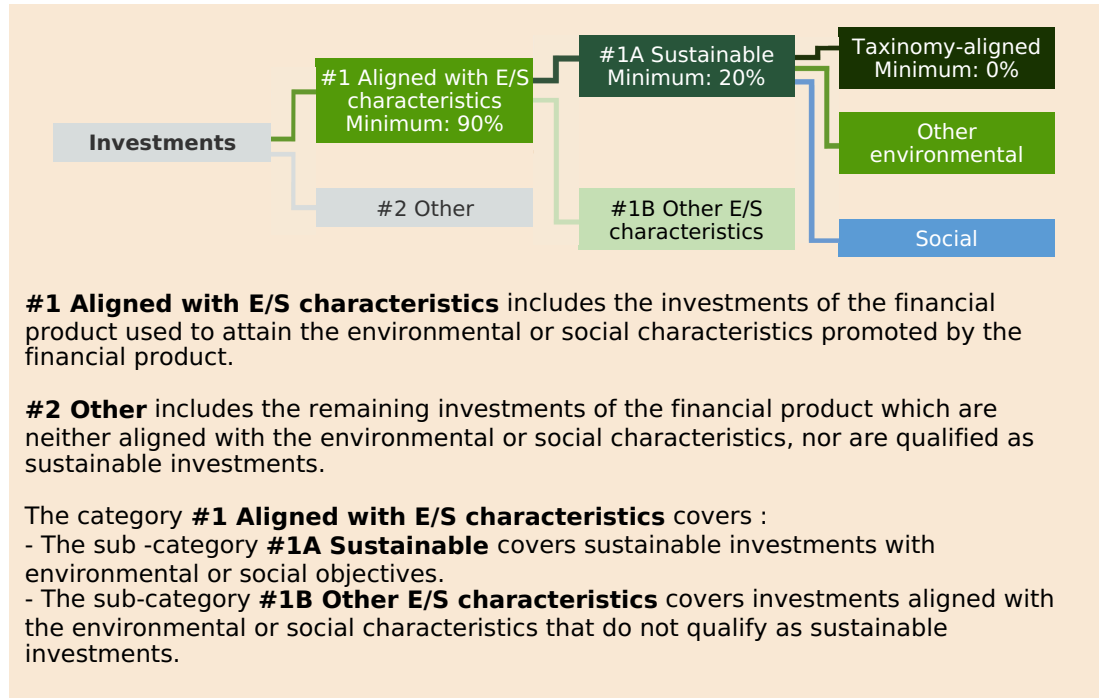 Investments
#1 Aligned with E/S
characteristics
Minimum: 90%
#2 Other
#1A Sustainable
Minimum: 20%
#1B Other E/S
characteristics
Taxinomy-aligned
Minimum: 0%
Other
environmental
Social
#1 Aligned with E/S characteristics includes the investments of the financial
product used to attain the environmental or social characteristics promoted by the
financial product.
#2 Other includes the remaining investments of the financial product which are
neither aligned with the environmental or social characteristics, nor are qualified as
sustainable investments.
The category #1 Aligned with E/S characteristics covers :
- The sub -category #1A Sustainable covers sustainable investments with
environmental or social objectives.
- The sub-category #1B Other E/S characteristics covers investments aligned with
the environmental or social characteristics that do not qualify as sustainable
investments.